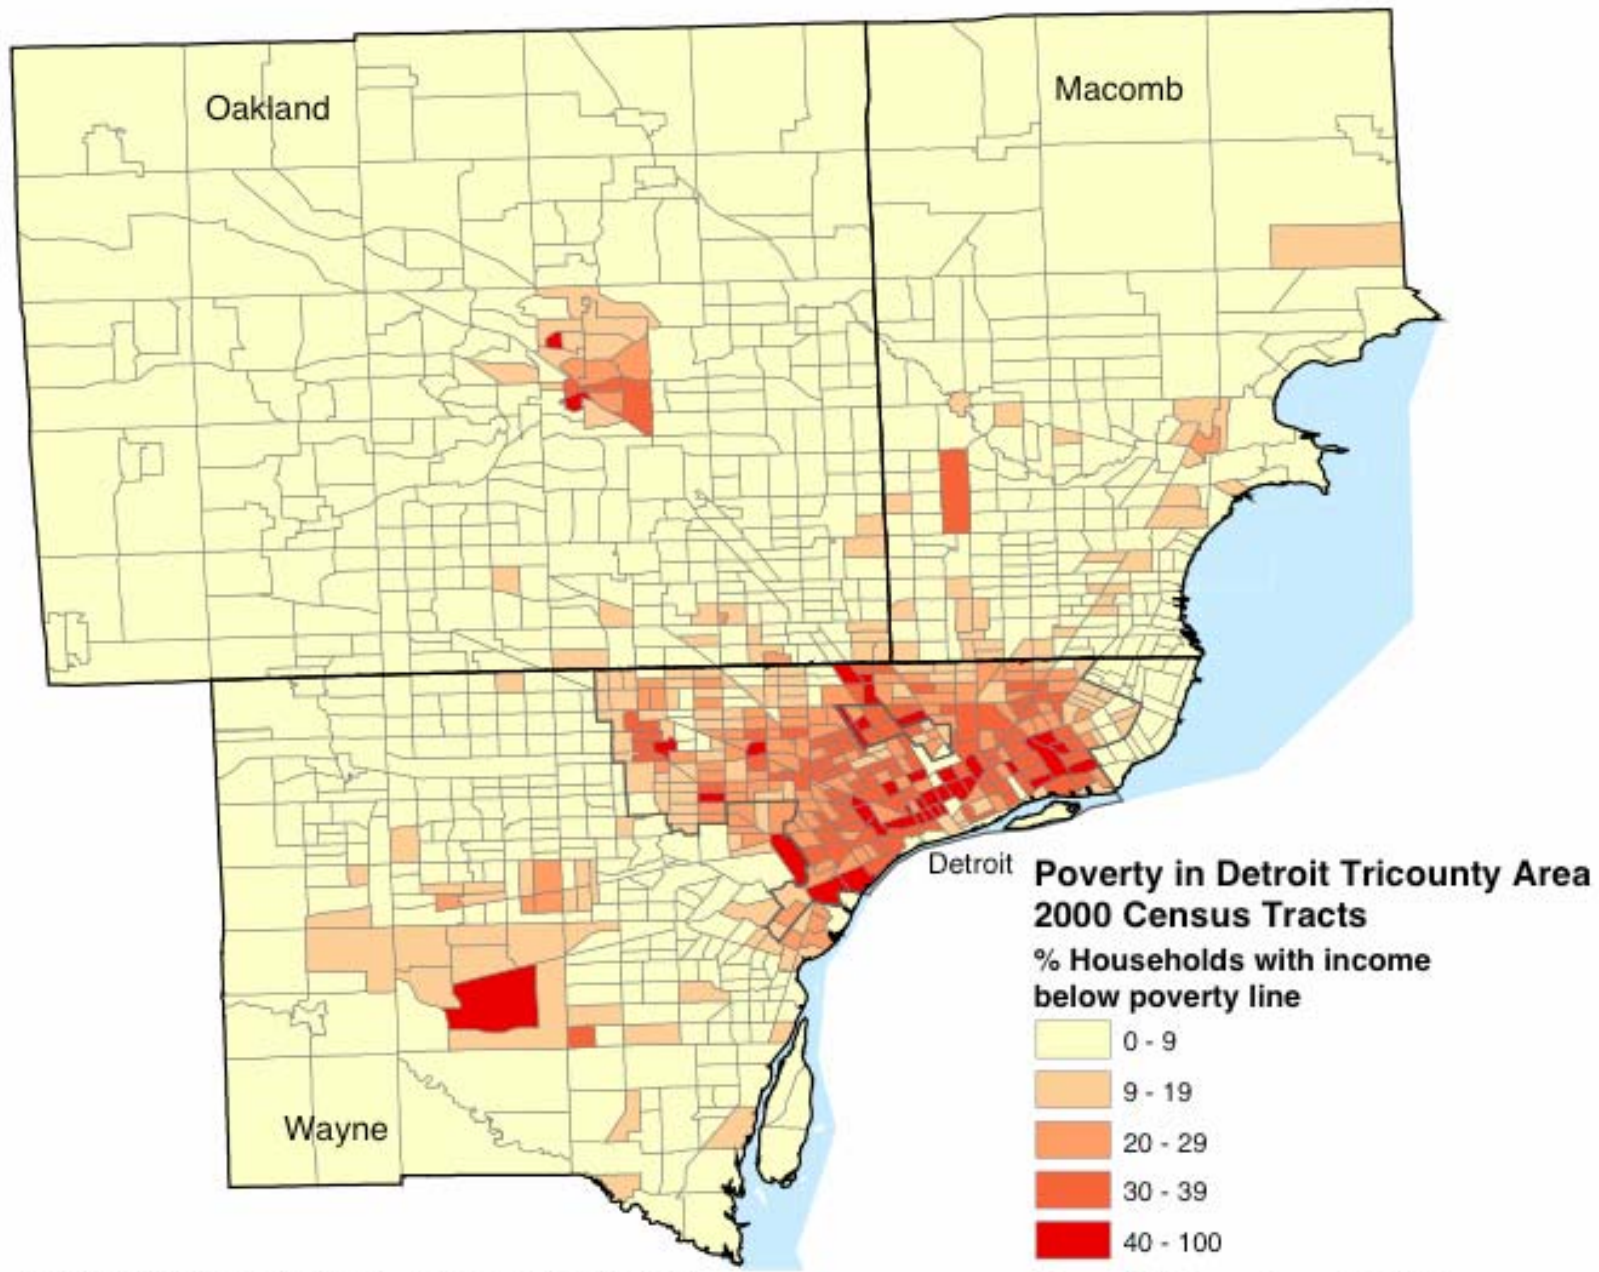 Oakland
Macomb
Detroit
Poverty in Detroit Tricounty Area
2000 Census Tracts
% Households with income
below poverty line
0 - 9
9 - 19
20 - 29
30 - 39
40 - 100
Wayne